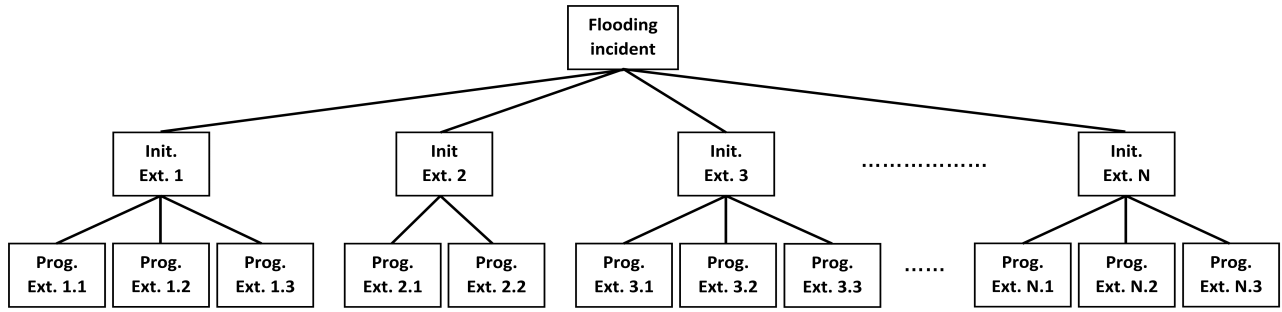 Flooding
incident
Init.
Ext. 1
Init
Ext. 2
Init.
Ext. 3
..................
Init.
Ext. N
Prog.
Ext. 1.1
Prog.
Ext. 1.2
Prog.
Ext. 1.3
Prog.
Ext. 2.1
Prog.
Ext. 2.2
Prog.
Ext. 3.1
Prog.
Ext. 3.2
Prog.
Ext. 3.3
......
Prog.
Ext. N.1
Prog.
Ext. N.2
Prog.
Ext. N.3